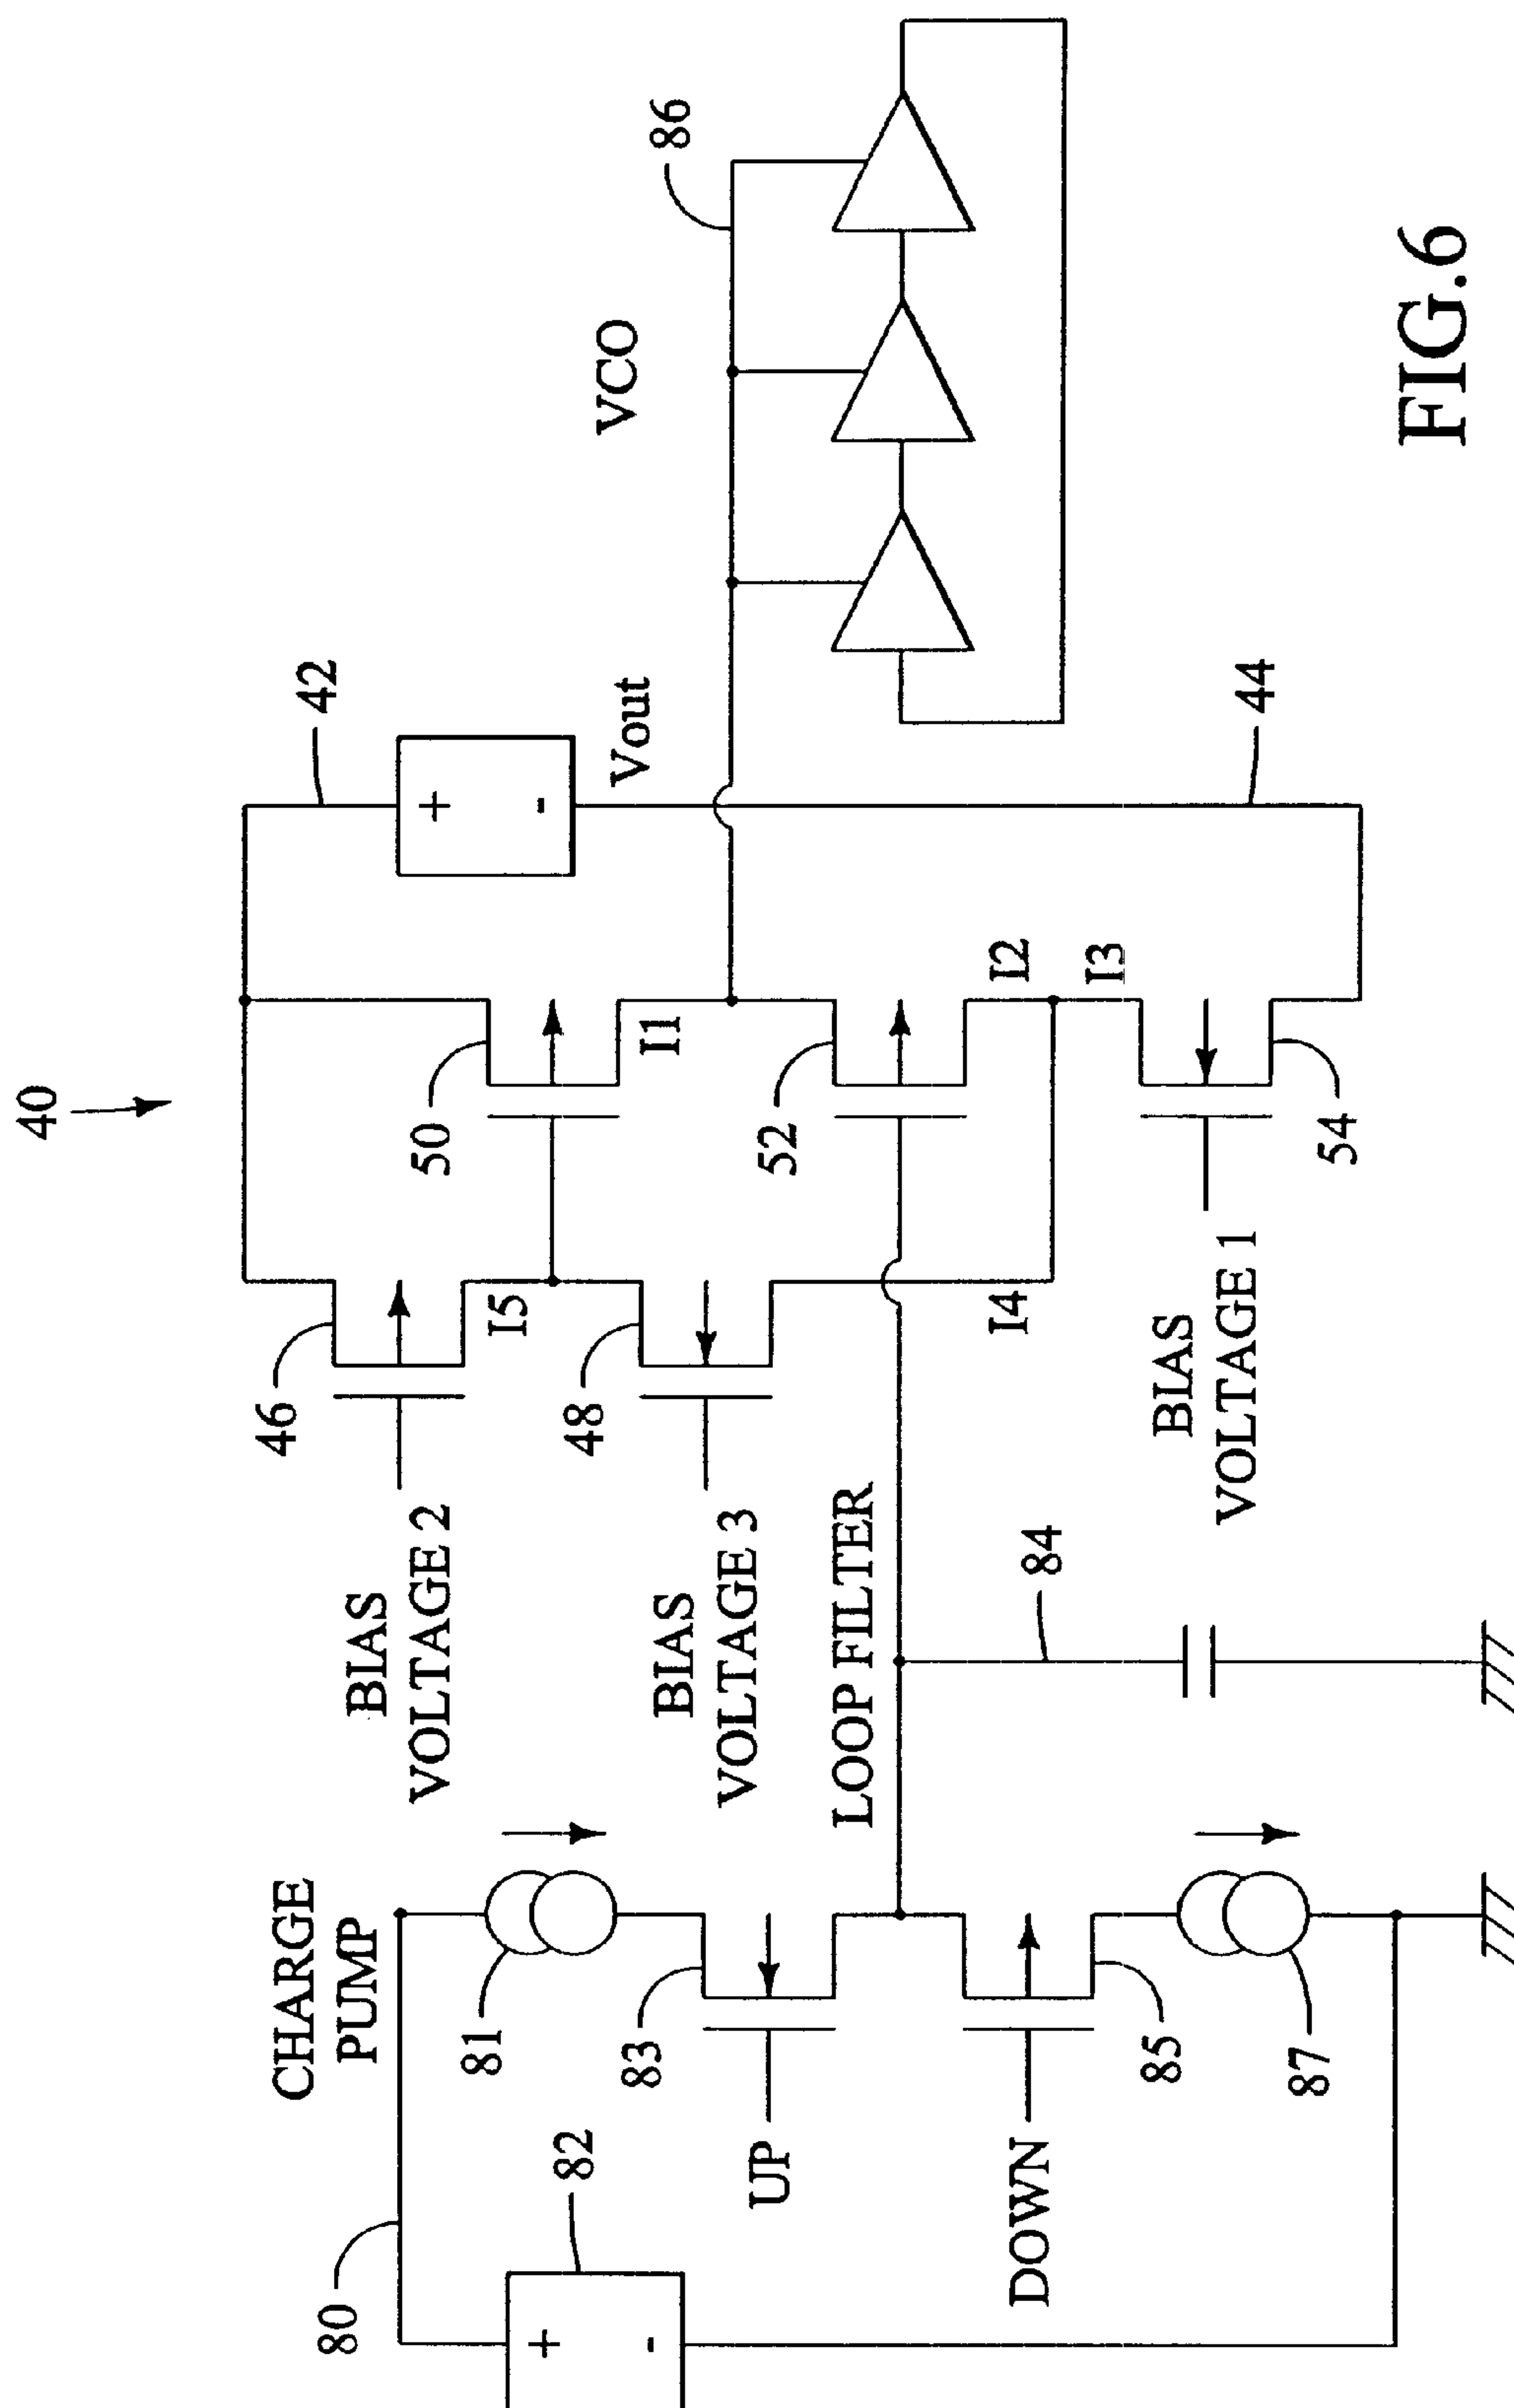 40
42
+
-
Vout
46
I5
BIAS
VOLTAGE 2
48
BIAS
VOLTAGE 3
50
I1
52
I2
I3
I4
54
44
BIAS
VOLTAGE 1
VCO
86
CHARGE
PUMP
80
82
+
-
81
83
UP
LOOP FILTER
84
DOWN
85
87
FIG.6